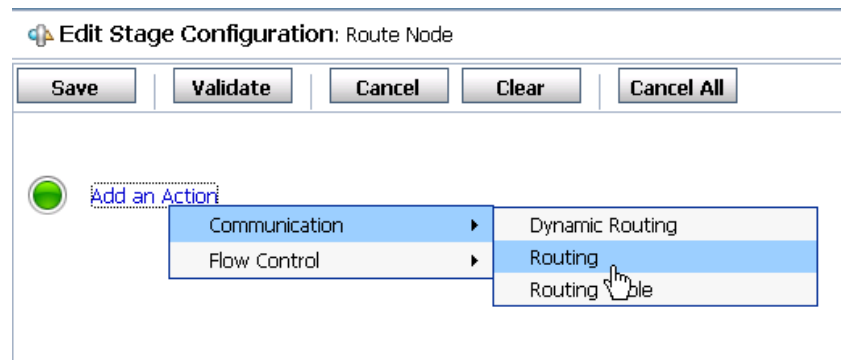 Edit Stage Configuration: Route Node
Save Validate Cancel Clear Cancel All
Add an Action
Communication Dynamic Routing
Flow Control Routing
Routing